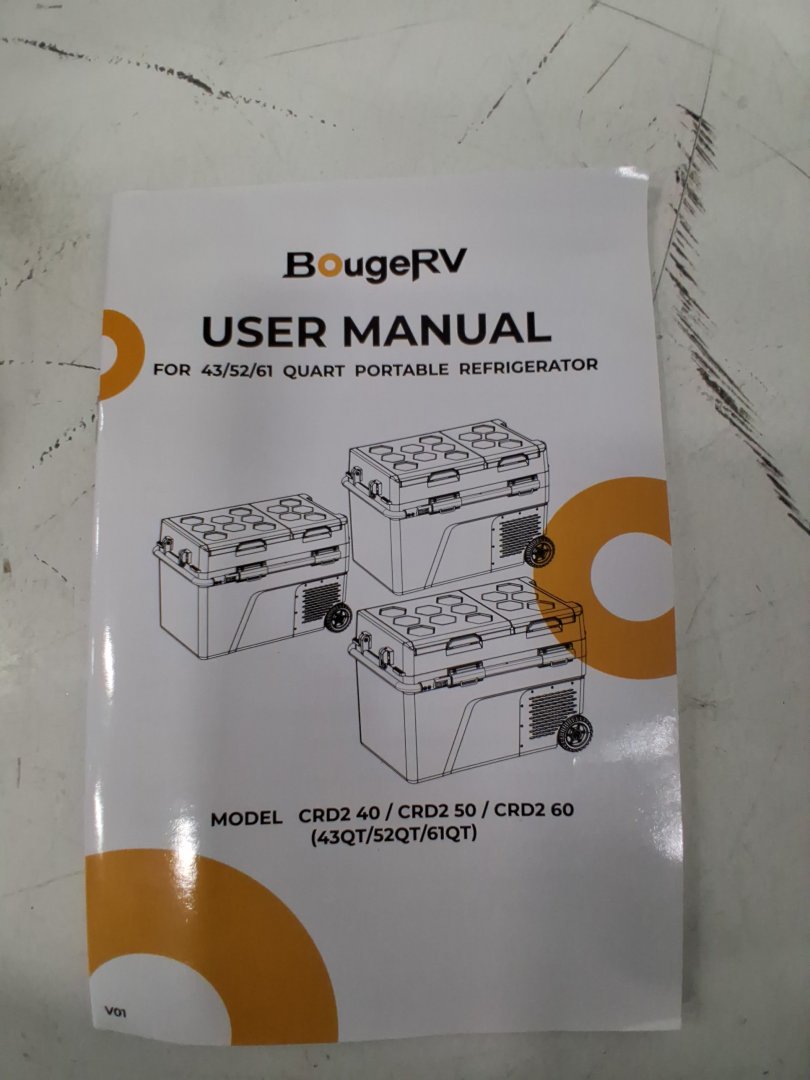 BougeRV
USER MANUAL
FOR 43/52/61 QUART PORTABLE REFRIGERATOR
MODEL CRD2 40 / CRD2 50 / CRD2 60
(43QT/52QT/61QT)
V01